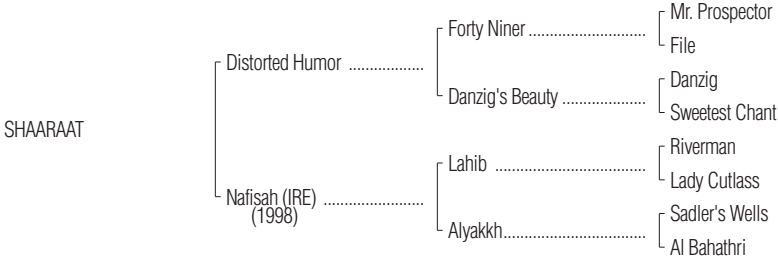 Mr. Prospector
Forty Niner ............................
File
Distorted Humor ..................
Danzig
Danzig's Beauty ....................
Sweetest Chant
SHAARAAT
Riverman
Lahib ....................................
Lady Cutlass
Nafisah (IRE) ........................
(1998)
Sadler's Wells
Alyakkh..................................
Al Bahathri